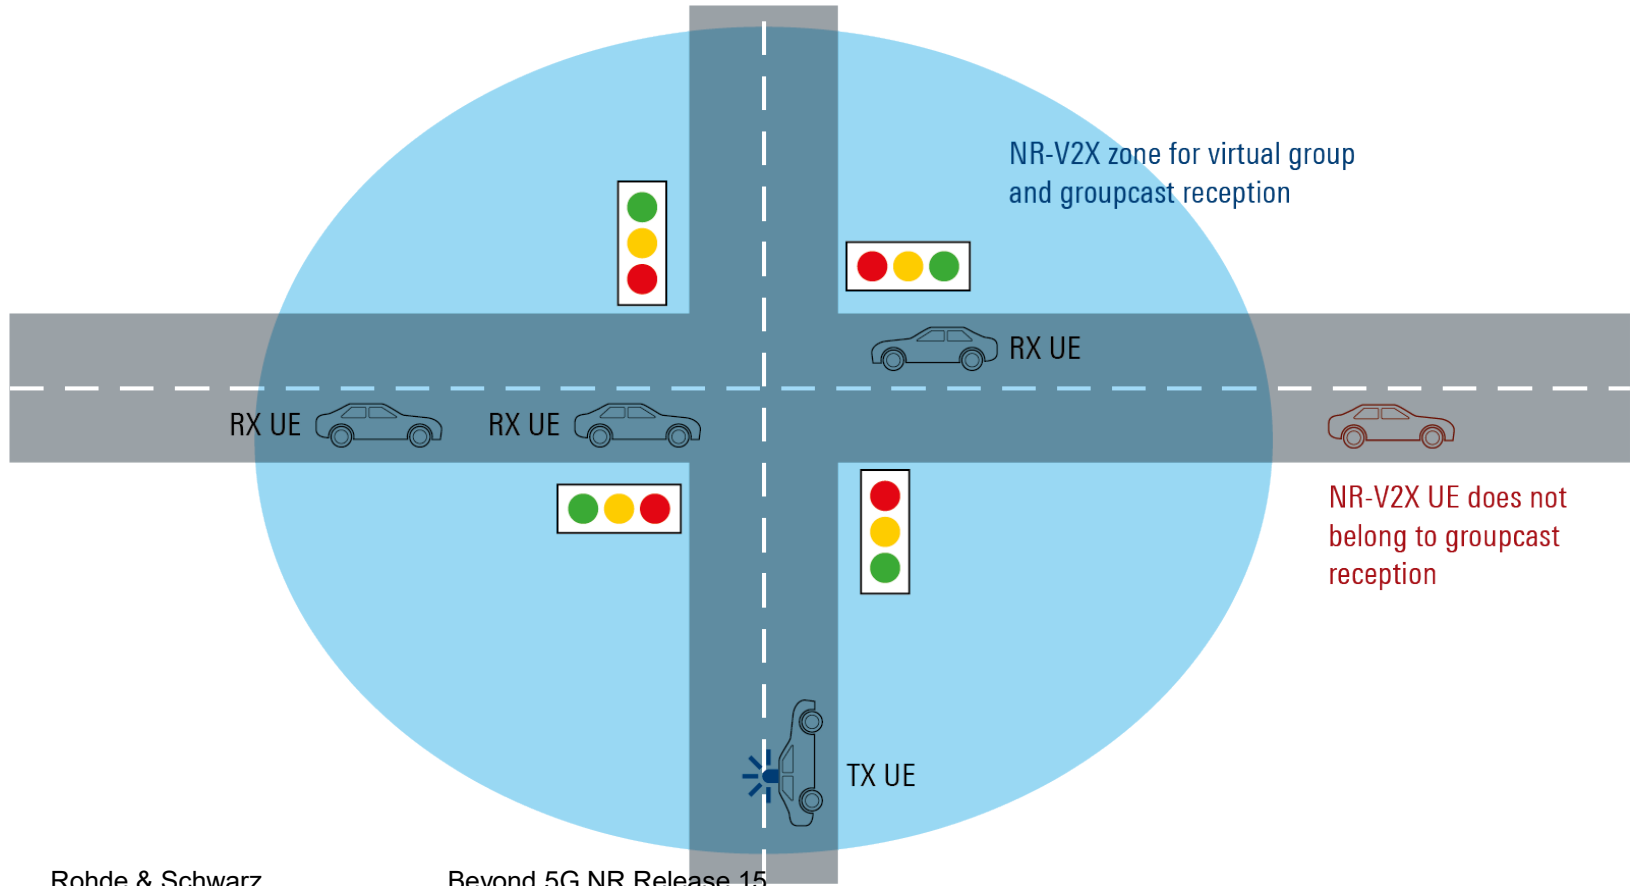 NR-V2X zone for virtual group
and groupcast reception
RX UE
RX UE
RX UE
NR-V2X UE does not
belong to groupcast
reception
TX UE
Rohde & Schwarz
Beyond 5G NR Release 15